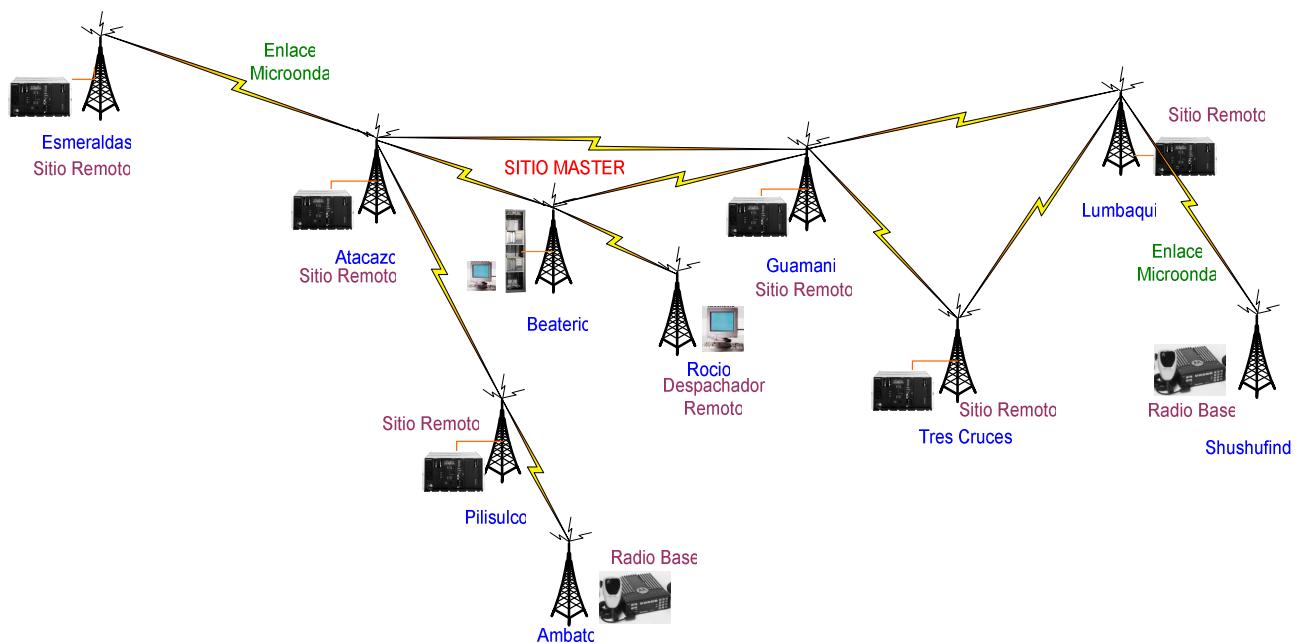 Enlace
Microonda
Esmeraldas
Sitio Remoto
SITIO MASTER
Atacazo
Sitio Remoto
Beaterio
Rocio
Despachador
Remoto
Guamani
Sitio Remoto
Sitio Remoto
Lumbaqui
Enlace
Microonda
Sitio Remoto
Tres Cruces
Radio Base
Shushufind
Sitio Remoto
Pilisulco
Radio Base
Ambato